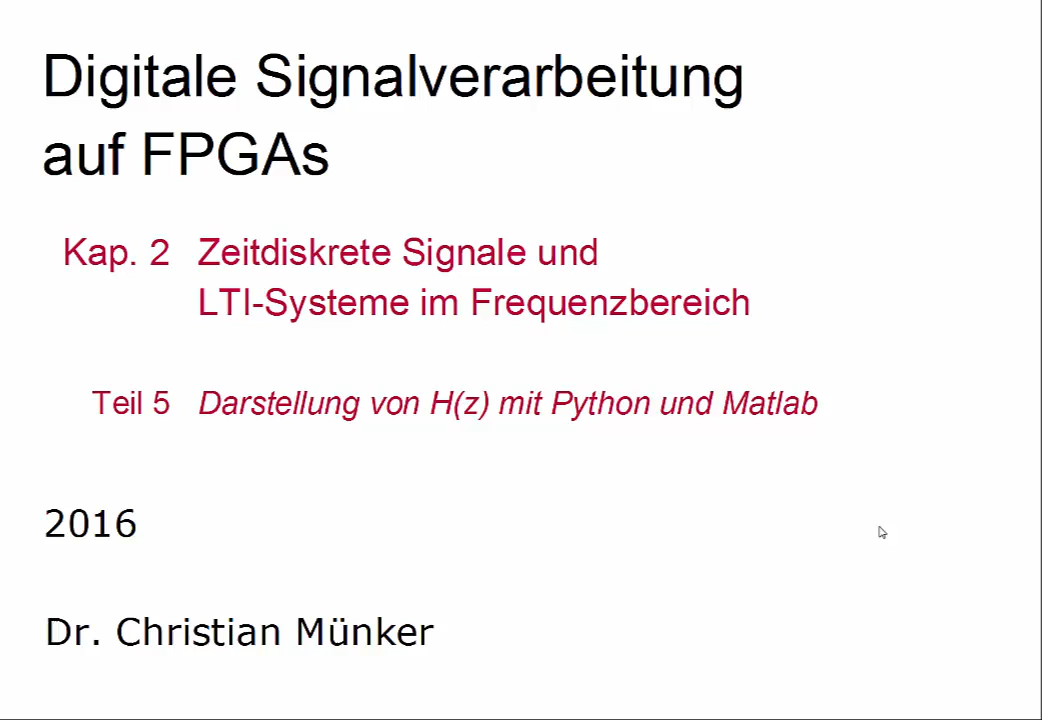 Digitale Signalverarbeitung
auf FPGAs
Kap. 2 Zeitdiskrete Signale und
LTI-Systeme im Frequenzbereich
Teil 5 Darstellung von H(z) mit Python und Matlab
2016
Dr. Christian Münker